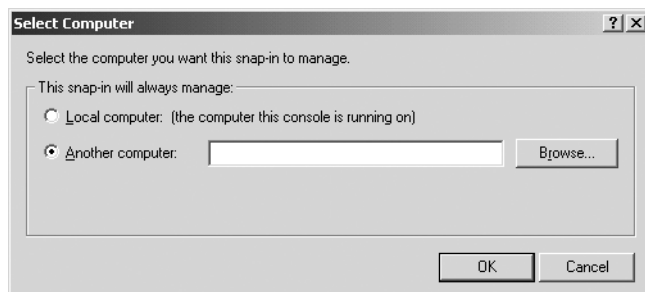 Select Computer
Select the computer you want this snap-in to manage.
This snap-in will always manage:
Local computer: (the computer this console is running on)
Another computer:
Browse...
OK
Cancel